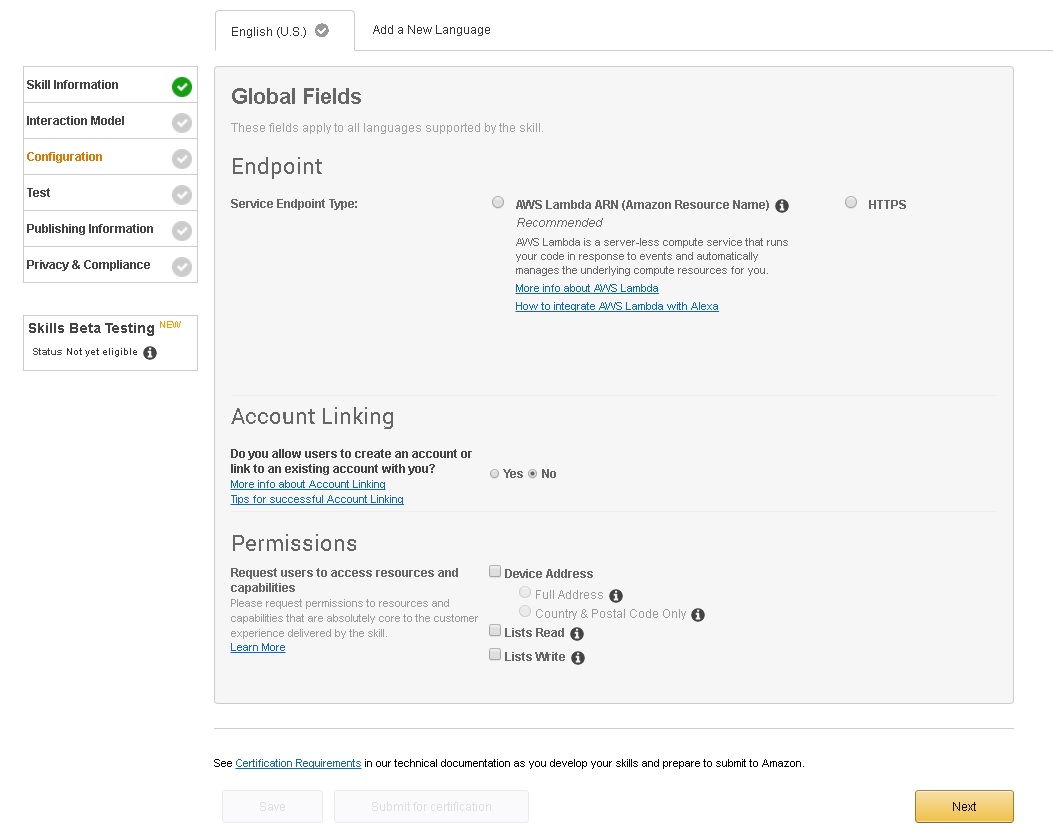 English (U.S.)
Add a New Language
Skill Information
Interaction Model
Configuration
Test
Publishing Information
Privacy & Compliance
Skills Beta Testing NEW
Status Not yet eligible
Global Fields
These fields apply to all languages supported by the skill.
Endpoint
Service Endpoint Type:
AWS Lambda ARN (Amazon Resource Name)
Recommended
AWS Lambda is a server-less compute service that runs
your code in response to events and automatically
manages the underlying compute resources for you.
More info about AWS Lambda
How to integrate AWS Lambda with Alexa
HTTPS
Account Linking
Do you allow users to create an account or
link to an existing account with you?
More info about Account Linking
Tips for successful Account Linking
Yes No
Permissions
Request users to access resources and
capabilities
Please request permissions to resources and
capabilities that are absolutely core to the customer
experience delivered by the skill.
Learn More
Device Address
Full Address
Country & Postal Code Only
Lists Read
Lists Write
See Certification Requirements in our technical documentation as you develop your skills and prepare to submit to Amazon.
Save
Submit for certification
Next